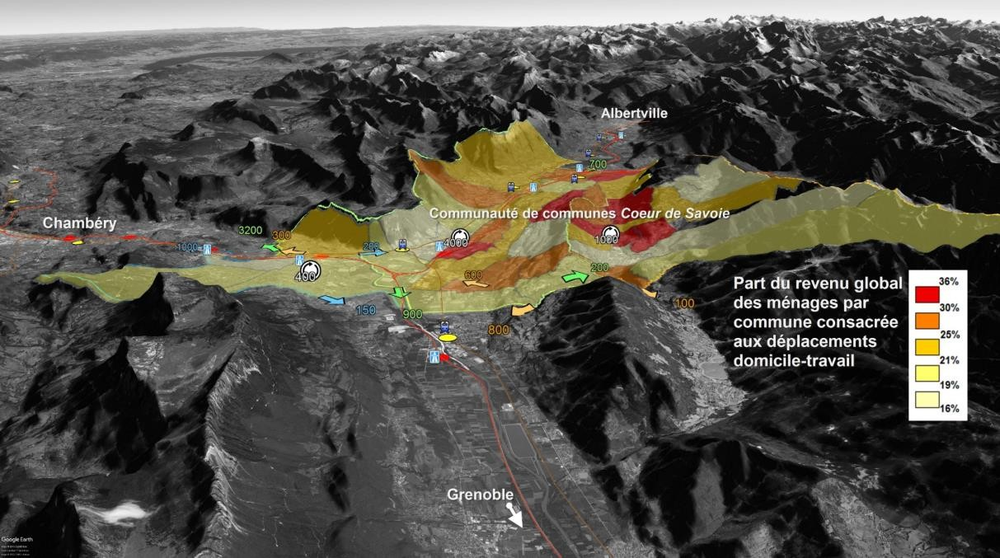 Albertville
700
Communauté de communes Coeur de Savoie
Chambéry
3200
300
1000
200
4000
1000
400
600
200
150
900
800
100
Part du revenu global
des ménages par
commune consacrée
aux déplacements
domicile-travail
36%
30%
25%
21%
19%
16%
Grenoble
Google Earth